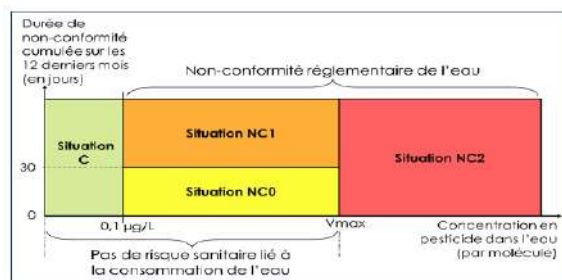 Durée de
non-conformité
cumulée sur les
12 derniers mois
(en jours)
Non-conformité réglementaire de l'eau
Situation
C
Situation NC1
Situation NC2
30
Situation NC0
0
0,1 µg/L
Vmax
Concentration en
pesticide dans l'eau
(par molécule)
Pas de risque sanitaire lié à
la consommation de l'eau